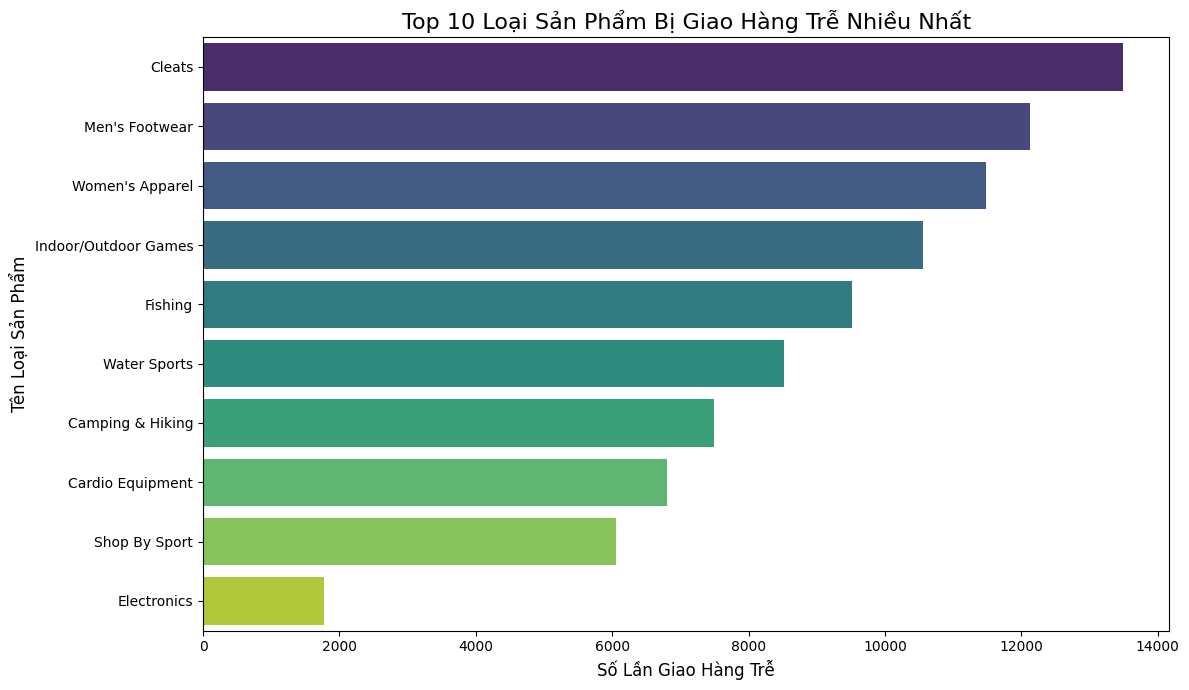 Top 10 Loại Sản Phẩm Bị Giao Hàng Trễ Nhiều Nhất
Tên Loại Sản Phẩm
Cleats
Men's Footwear
Women's Apparel
Indoor/Outdoor Games
Fishing
Water Sports
Camping & Hiking
Cardio Equipment
Shop By Sport
Electronics
0 2000 4000 6000 8000 10000 12000 14000
Số Lần Giao Hàng Trễ